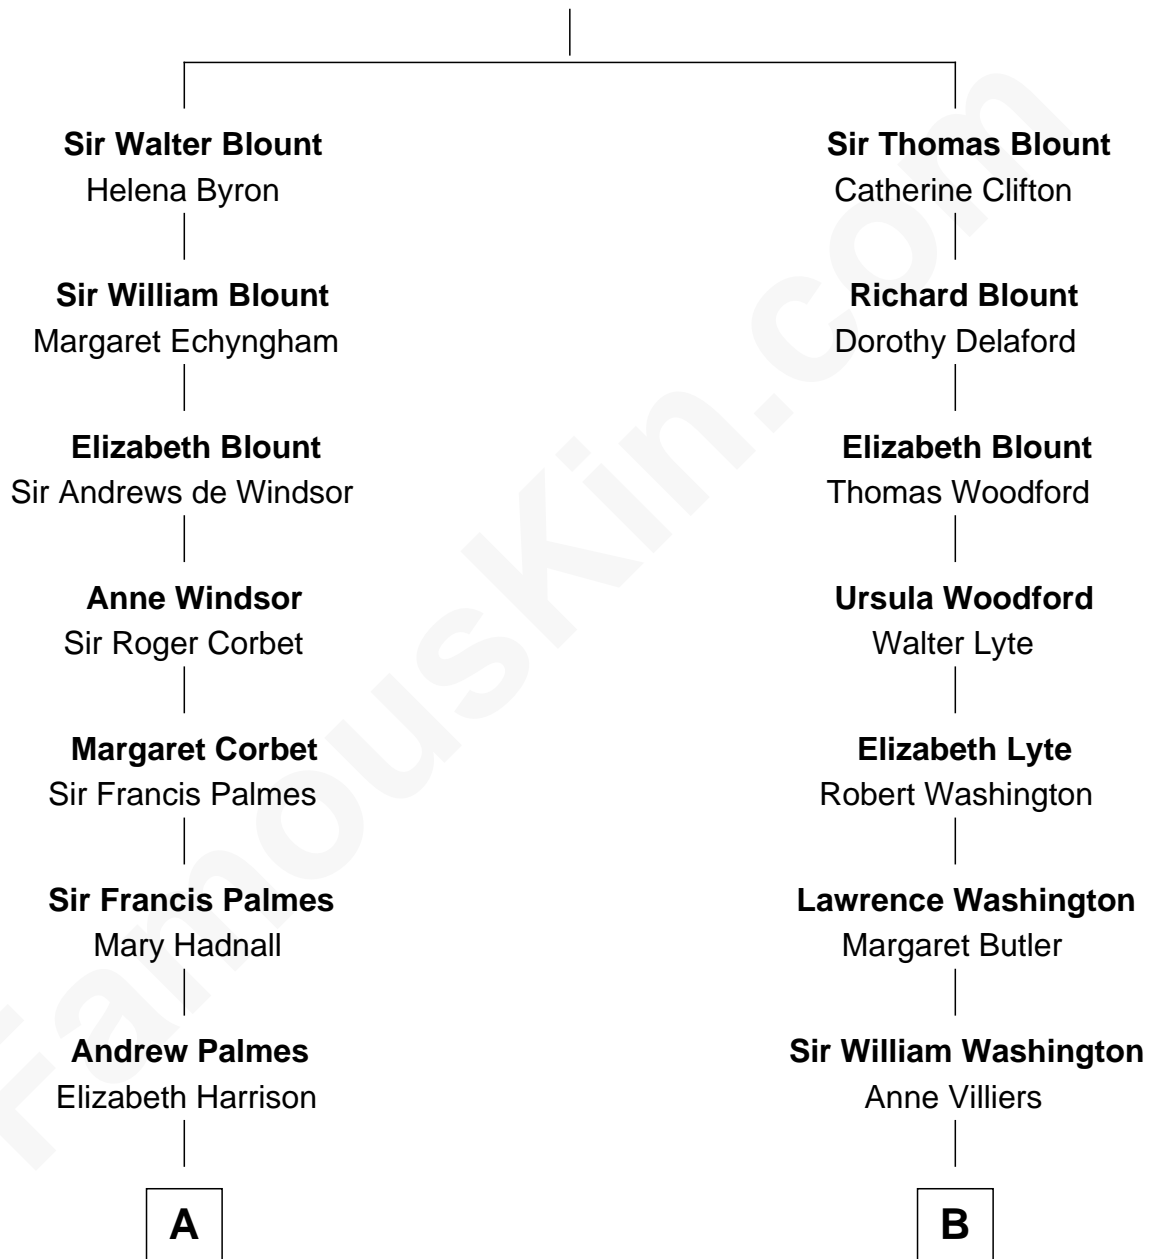 Sir Walter Blount
Helena Byron
Sir William Blount
Margaret Echyngham
Elizabeth Blount
Sir Andrews de Windsor
Anne Windsor
Sir Roger Corbet
Margaret Corbet
Sir Francis Palmes
Sir Francis Palmes
Mary Hadnall
Andrew Palmes
Elizabeth Harrison
A
Sir Thomas Blount
Catherine Clifton
Richard Blount
Dorothy Delaford
Elizabeth Blount
Thomas Woodford
Ursula Woodford
Walter Lyte
Elizabeth Lyte
Robert Washington
Lawrence Washington
Margaret Butler
Sir William Washington
Anne Villiers
B
FamousKin.com